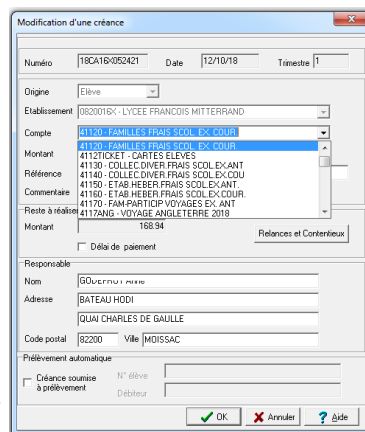 Modification d'une créance
Numéro 18CA16X052421 Date 12/10/18 Trimestre 1
Origine Elève
Etablissement 0820016X - LYCEE FRANCOIS MITTERRAND
Compte 41120 - FAMILLES FRAIS SCOL. EX. COUR.
41120 - FAMILLES FRAIS SCOL. EX. COUR.
Montant 4112TICKET - CARTES ELEVES
41130 - COLLEC.DIVER.FRAIS SCOL.EX.ANT
Référence 41140 - COLLEC.DIVER.FRAIS SCOL.EX.COU
41150 - ETAB.HEBER.FRAIS SCOL.EX.ANT.
Commentaire 41160 - ETAB.HEBER.FRAIS SCOL.EX.COUR.
41170 - FAM-PARTICIP VOYAGES EX. ANT
Reste à réalise 4117ANG - VOYAGE ANGLETERRE 2018
Montant 168.94
Relances et Contentieux
Délai de paiement
Responsable
Nom
Adresse BATEAU HODI
QUAI CHARLES DE GAULLE
Code postal 82200 Ville MOISSAC
Prélèvement automatique
Créance soumise à prélèvement
N° élève
Débiteur
OK Annuler ? Aide